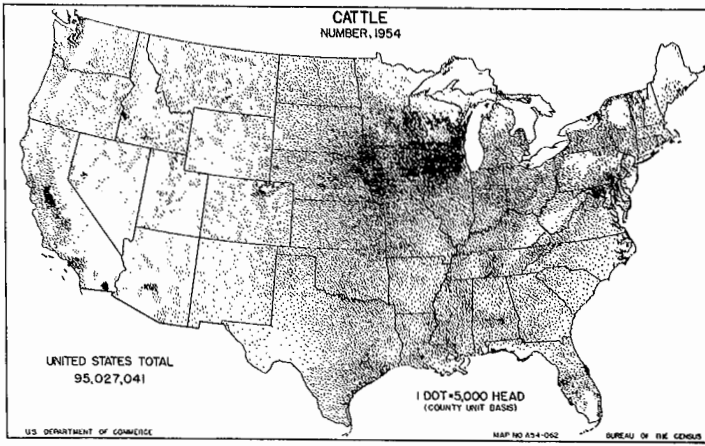 CATTLE
NUMBER, 1954
UNITED STATES TOTAL
95,027,041
1 DOT=5,000 HEAD
(COUNTY UNIT BASIS)
U.S. DEPARTMENT OF COMMERCE
MAP NO A54-062
BUREAU OF THE CENSUS